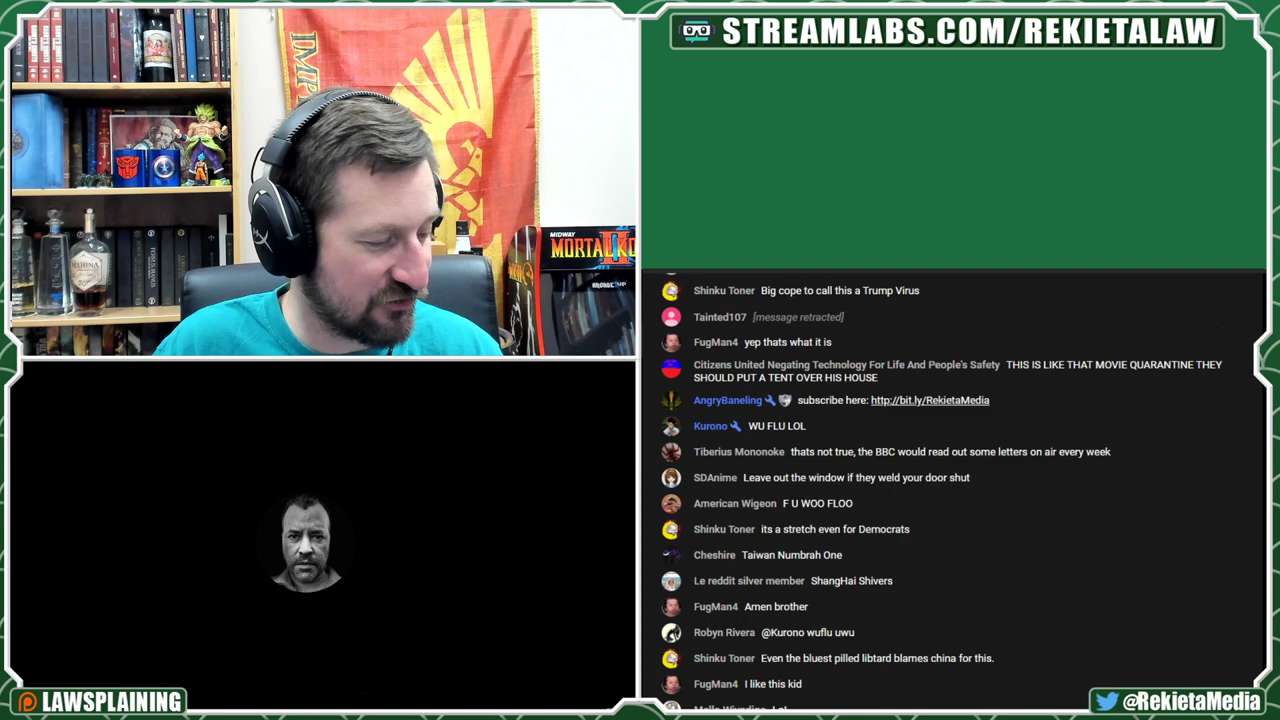 STREAMLABS.COM/REKIETALAW
IMP
MIDWAY
MORTAL KO
II
ARCADE1UP
MAHINA
Shinku Toner Big cope to call this a Trump Virus
Tainted107 [message retracted]
FugMan4 yep thats what it is
Citizens United Negating Technology For Life And People's Safety THIS IS LIKE THAT MOVIE QUARANTINE THEY
SHOULD PUT A TENT OVER HIS HOUSE
AngryBaneling subscribe here: http://bit.ly/RekietaMedia
Kurono WU FLU LOL
Tiberius Mononoke thats not true, the BBC would read out some letters on air every week
SDAnime Leave out the window if they weld your door shut
American Wigeon F U WOO FLOO
Shinku Toner its a stretch even for Democrats
Cheshire Taiwan Numbrah One
Le reddit silver member ShangHai Shivers
FugMan4 Amen brother
Robyn Rivera @Kurono wuflu uwu
Shinku Toner Even the bluest pilled libtard blames china for this.
FugMan4 I like this kid
LAWSPLAINING
@RekietaMedia